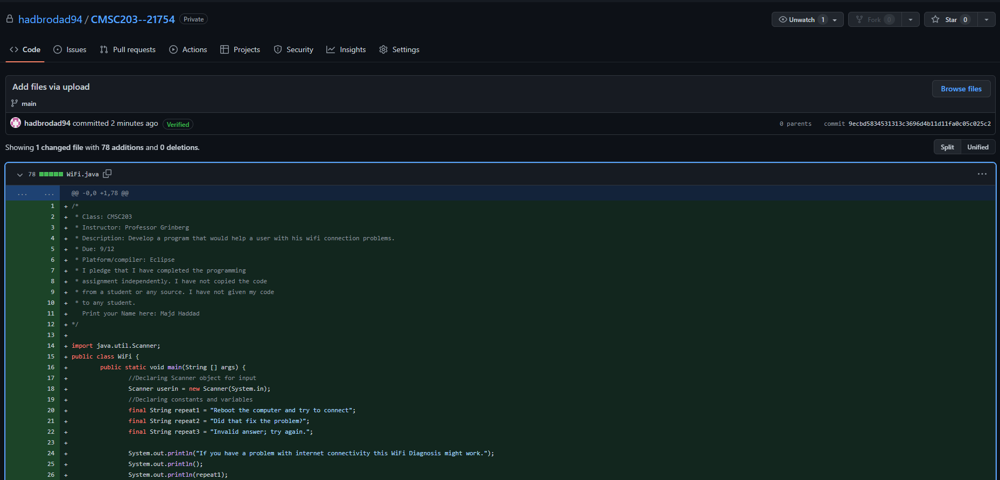 hadbrodad94 / CMSC203--21754 Private Unwatch 1 Fork 0 Star 0
Code Issues Pull requests Actions Projects Security Insights Settings
Add files via upload Browse files
main
hadbrodad94 committed 2 minutes ago Verified 0 parents commit 9ecbd5834531313c3696d4b11d11fa0c05c025c2
Showing 1 changed file with 78 additions and 0 deletions. Split Unified
78 WiFi.java ...
... ... @@ -0,0 +1,78 @@
1 + /*
2 + * Class: CMSC203
3 + * Instructor: Professor Grinberg
4 + * Description: Develop a program that would help a user with his wifi connection problems.
5 + * Due: 9/12
6 + * Platform/compiler: Eclipse
7 + * I pledge that I have completed the programming
8 + * assignment independently. I have not copied the code
9 + * from a student or any source. I have not given my code
10 + * to any student.
11 + Print your Name here: Majd Haddad
12 + */
13 +
14 + import java.util.Scanner;
15 + public class WiFi {
16 + public static void main(String [] args) {
17 + //Declaring Scanner object for input
18 + Scanner userin = new Scanner(System.in);
19 + //Declaring constants and variables
20 + final String repeat1 = "Reboot the computer and try to connect";
21 + final String repeat2 = "Did that fix the problem?";
22 + final String repeat3 = "Invalid answer; try again.";
23 +
24 + System.out.println("If you have a problem with internet connectivity this WiFi Diagnosis might work.");
25 + System.out.println();
26 + System.out.println(repeat1);